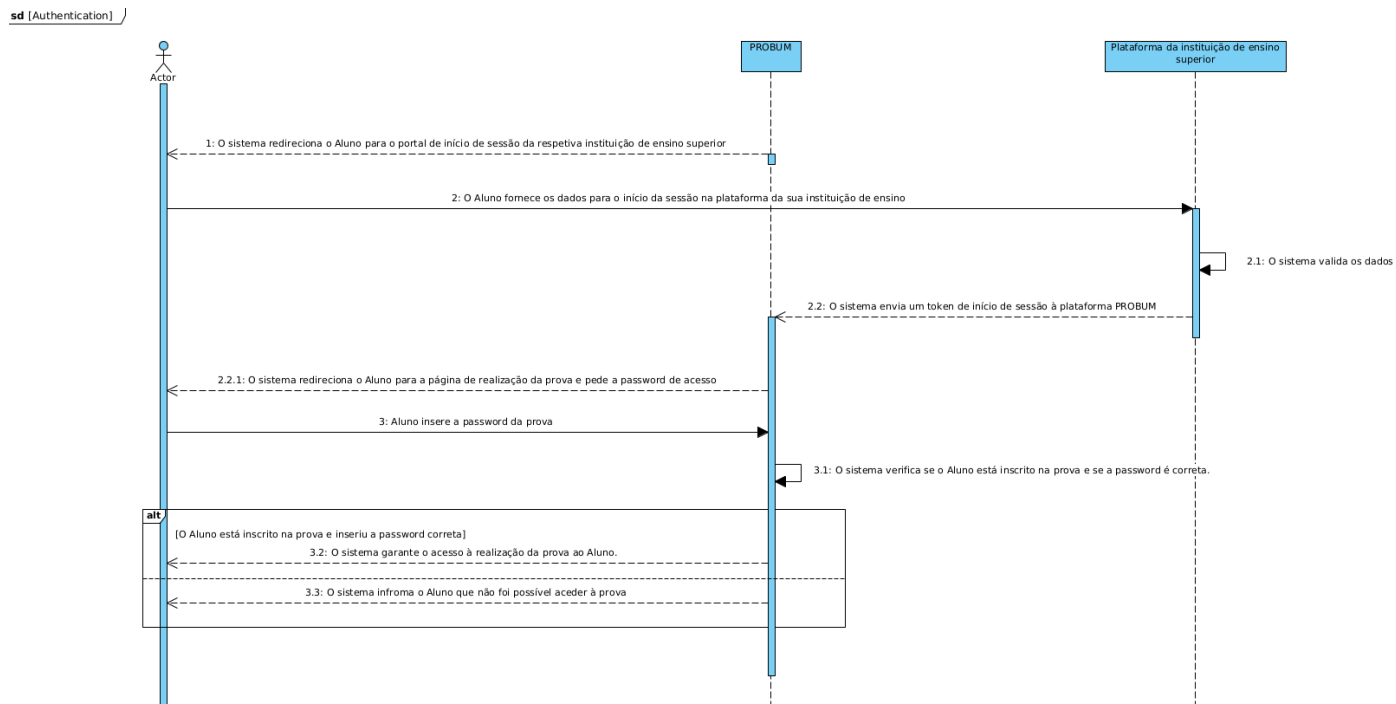 sd [Authentication]
Actor
PROBUM
Plataforma da instituição de ensino
superior
1: O sistema redireciona o Aluno para o portal de início de sessão da respetiva instituição de ensino superior
2: O Aluno fornece os dados para o início da sessão na plataforma da sua instituição de ensino
2.1: O sistema valida os dados
2.2: O sistema envia um token de início de sessão à plataforma PROBUM
2.2.1: O sistema redireciona o Aluno para a página de realização da prova e pede a password de acesso
3: Aluno insere a password da prova
3.1: O sistema verifica se o Aluno está inscrito na prova e se a password é correta.
alt
[O Aluno está inscrito na prova e inseriu a password correta]
3.2: O sistema garante o acesso à realização da prova ao Aluno.
3.3: O sistema infroma o Aluno que não foi possível aceder à prova